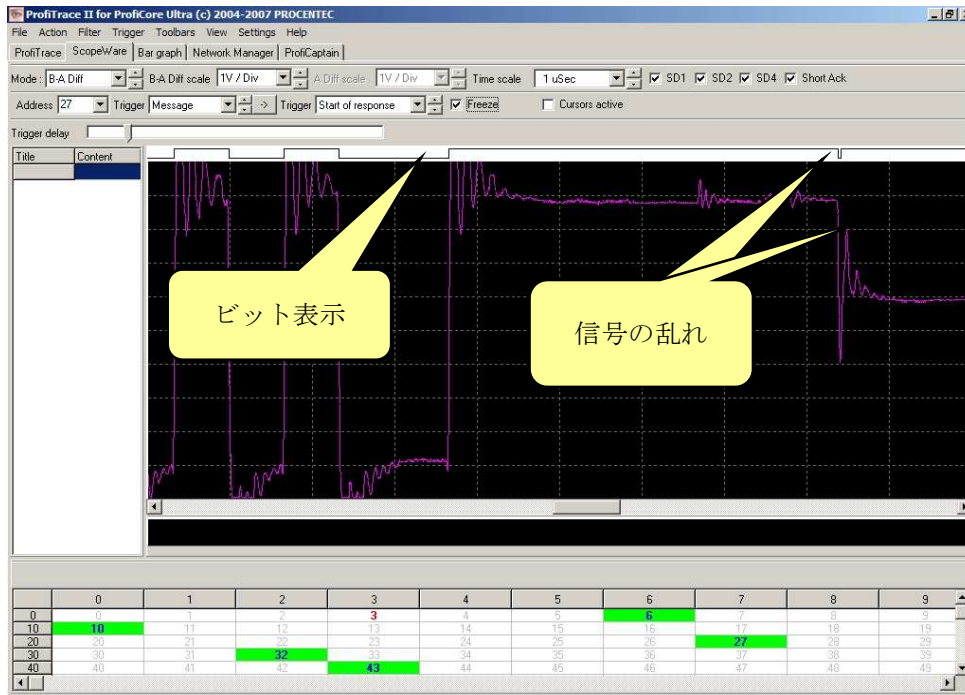 ProfiTrace II for ProfiCore Ultra (c) 2004-2007 PROCENTEC
File Action Filter Trigger Toolbars View Settings Help
ProfiTrace ScopeWare Bar graph Network Manager ProfiCaptain
Mode : B-A Diff B-A Diff scale 1V / Div A Diff scale 1V / Div Time scale 1 uSec SD1 SD2 SD4 Short Ack
Address 27 Trigger Message -> Trigger Start of response Freeze Cursors active
Trigger delay
Title Content
ビット表示
信号の乱れ
0 1 2 3 4 5 6 7 8 9
0 0 1 2 3 4 5 6 7 8 9
10 10 11 12 13 14 15 16 17 18 19
20 20 21 22 23 24 25 26 27 28 29
30 30 31 32 33 34 35 36 37 38 39
40 40 41 42 43 44 45 46 47 48 49